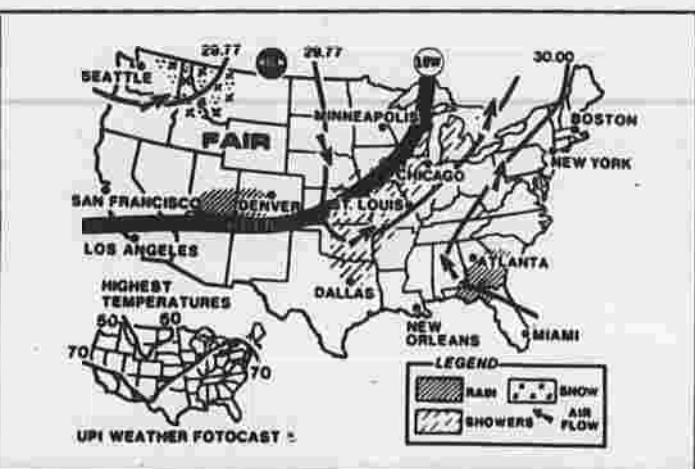 29.77
29.77
LOW
30.00
SEATTLE
MINNEAPOLIS
BOSTON
FAIR
NEW YORK
CHICAGO
SAN FRANCISCO
DENVER
ST. LOUIS
LOS ANGELES
ATLANTA
HIGHEST
TEMPERATURES
DALLAS
60
60
NEW
ORLEANS
MIAMI
70
70
LEGEND
RAIN
SNOW
SHOWERS
AIR
FLOW
UPI WEATHER FOTOCAST